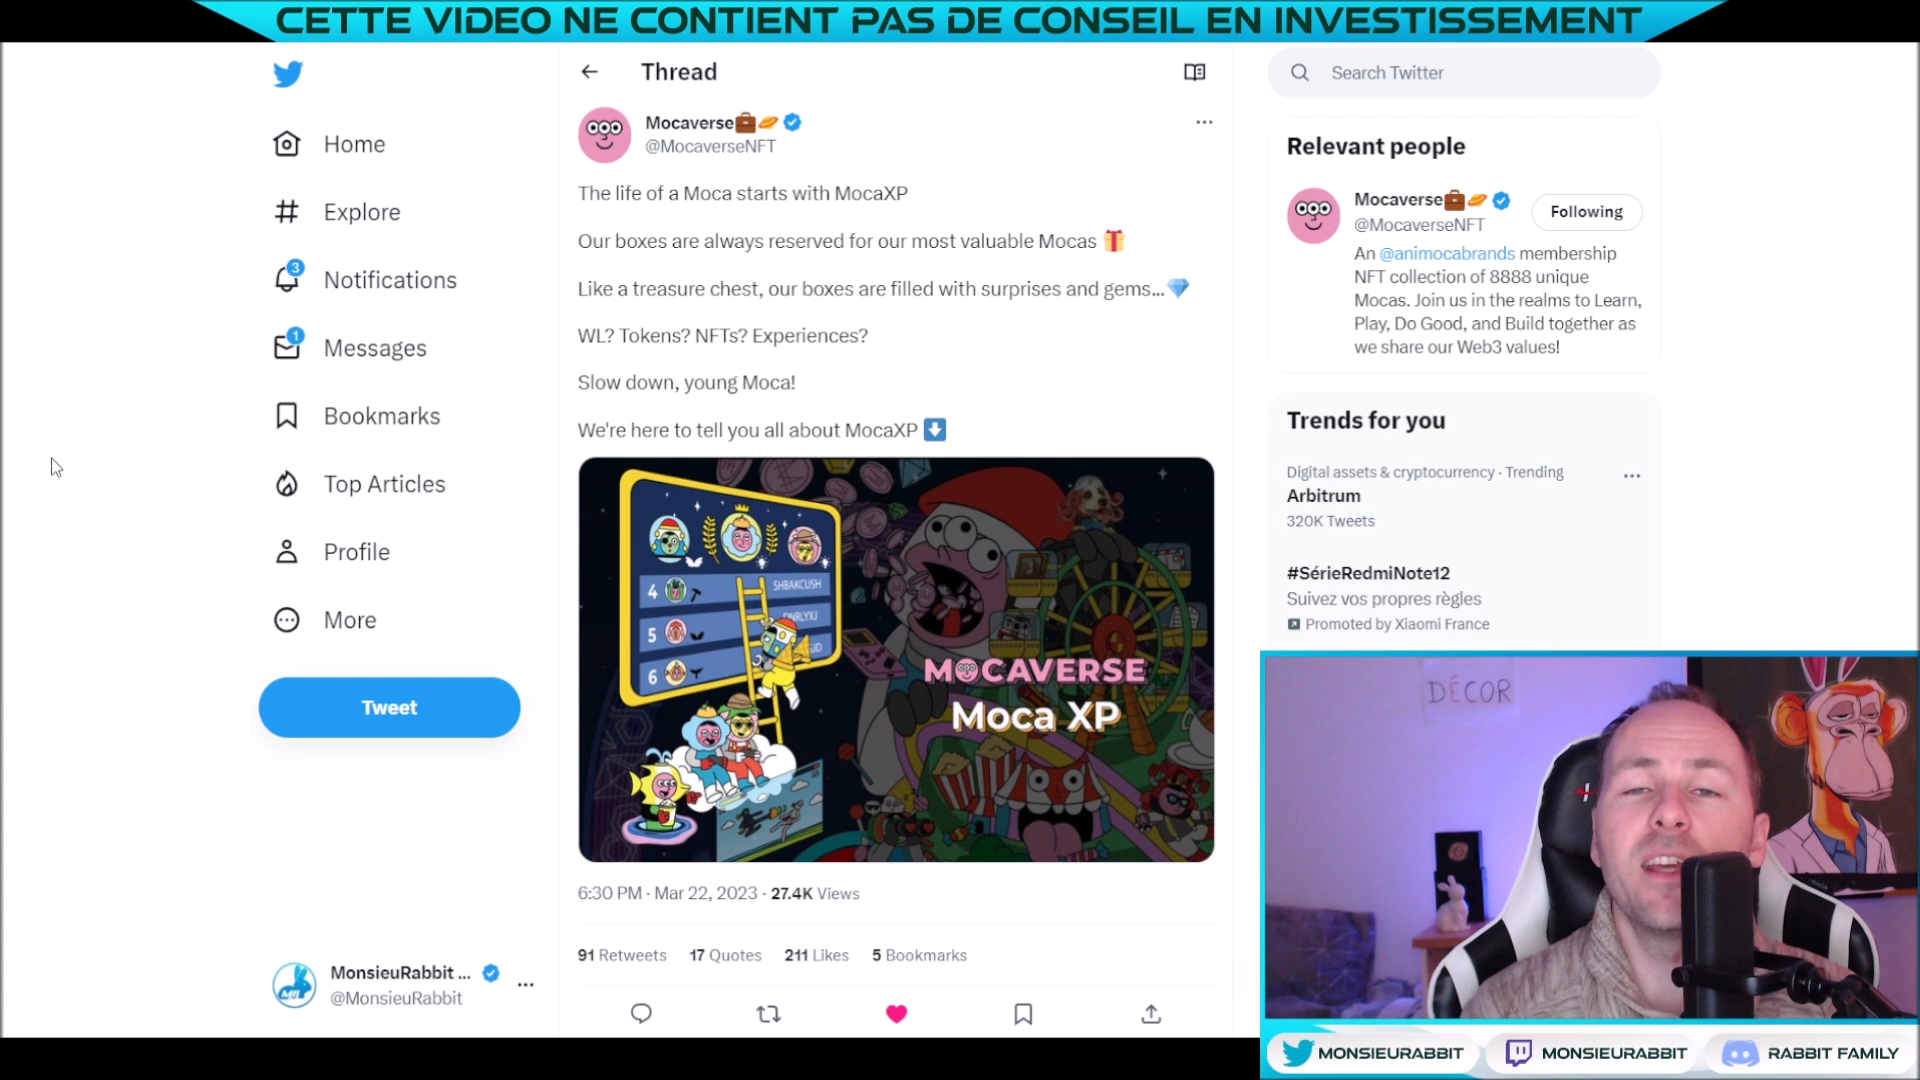 CETTE VIDEO NE CONTIENT PAS DE CONSEIL EN INVESTISSEMENT
Home
Explore
3
Notifications
1
Messages
Bookmarks
Top Articles
Profile
More
Tweet
MonsieuRabbit ...
@MonsieuRabbit
Thread
Mocaverse
@MocaverseNFT
The life of a Moca starts with MocaXP
Our boxes are always reserved for our most valuable Mocas
Like a treasure chest, our boxes are filled with surprises and gems...
WL? Tokens? NFTs? Experiences?
Slow down, young Moca!
We're here to tell you all about MocaXP
4 SHBAKCUSH
5
6
MOCAVERSE
Moca XP
6:30 PM · Mar 22, 2023 · 27.4K Views
91 Retweets 17 Quotes 211 Likes 5 Bookmarks
Search Twitter
Relevant people
Mocaverse
@MocaverseNFT
Following
An @animocabrands membership
NFT collection of 8888 unique
Mocas. Join us in the realms to Learn,
Play, Do Good, and Build together as
we share our Web3 values!
Trends for you
Digital assets & cryptocurrency · Trending
Arbitrum
320K Tweets
#SérieRedmiNote12
Suivez vos propres règles
Promoted by Xiaomi France
DÉCOR
MONSIEURABBIT
MONSIEURABBIT
RABBIT FAMILY